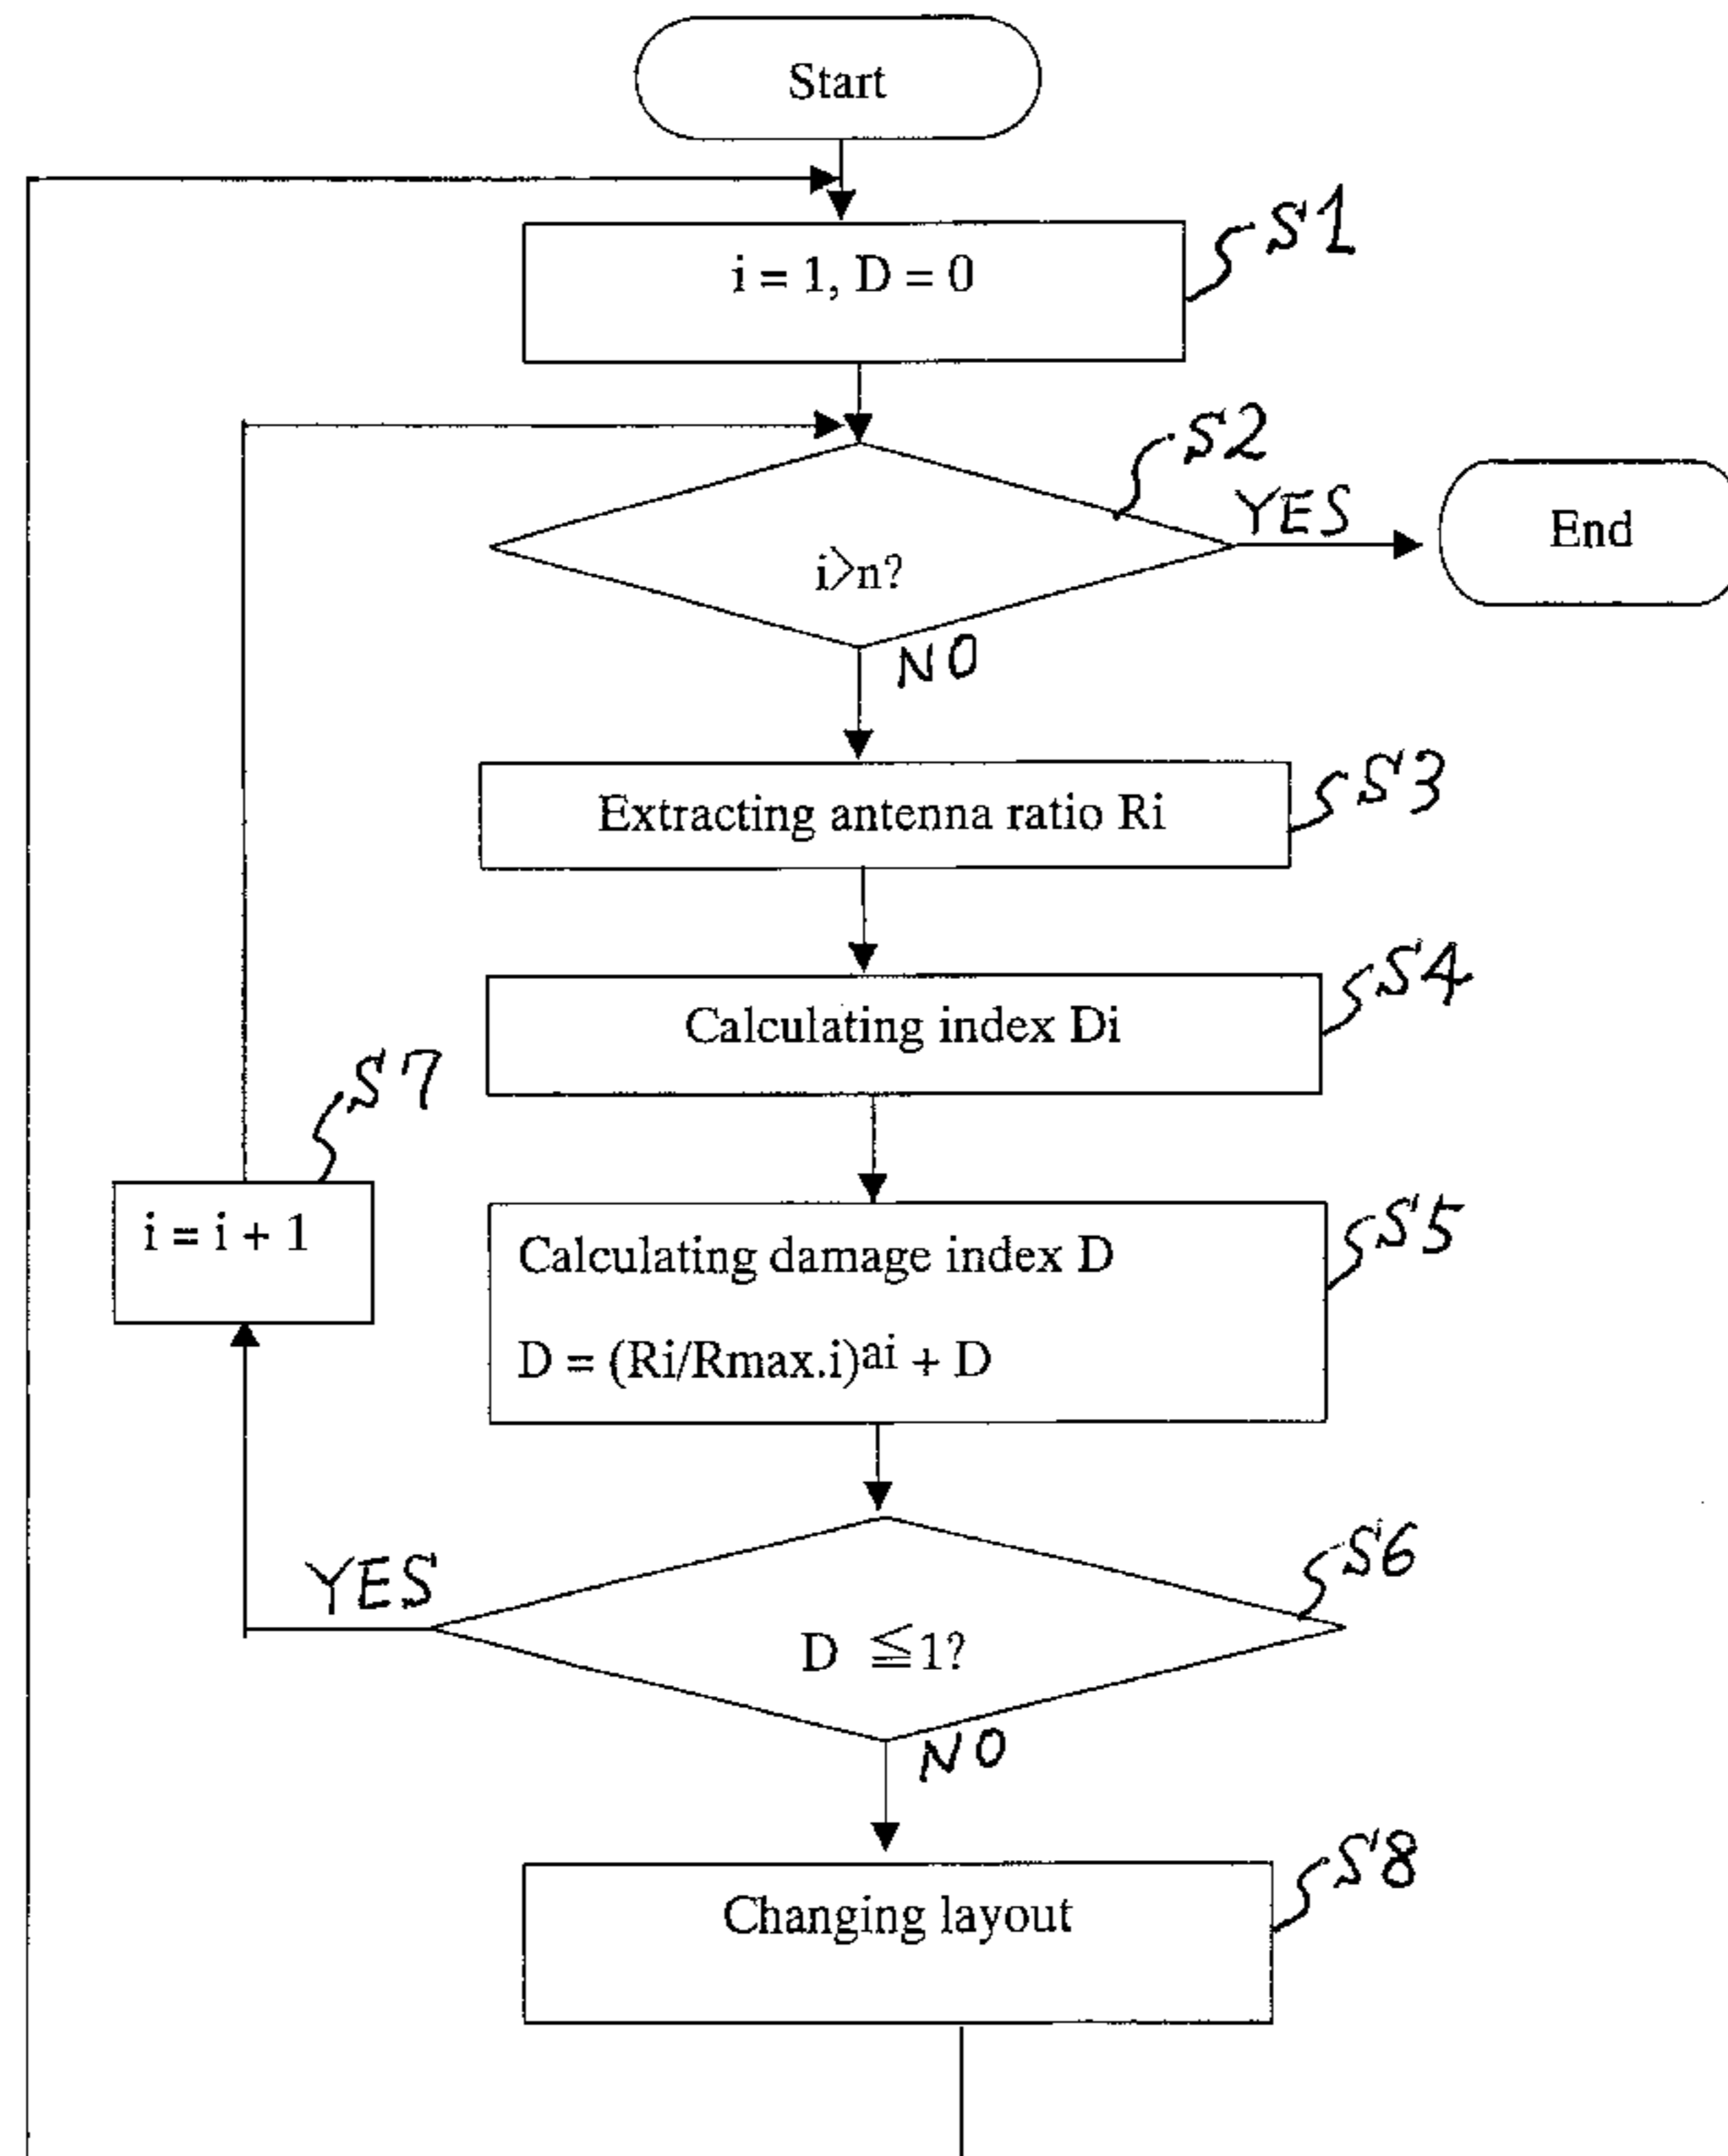 Start
i = 1, D = 0
S1
S2
i>n?
YES
End
NO
Extracting antenna ratio Ri
S3
Calculating index Di
S4
S7
i = i + 1
Calculating damage index D
D = (Ri/Rmax.i)ai + D
S5
YES
D ≦1?
S6
NO
Changing layout
S8